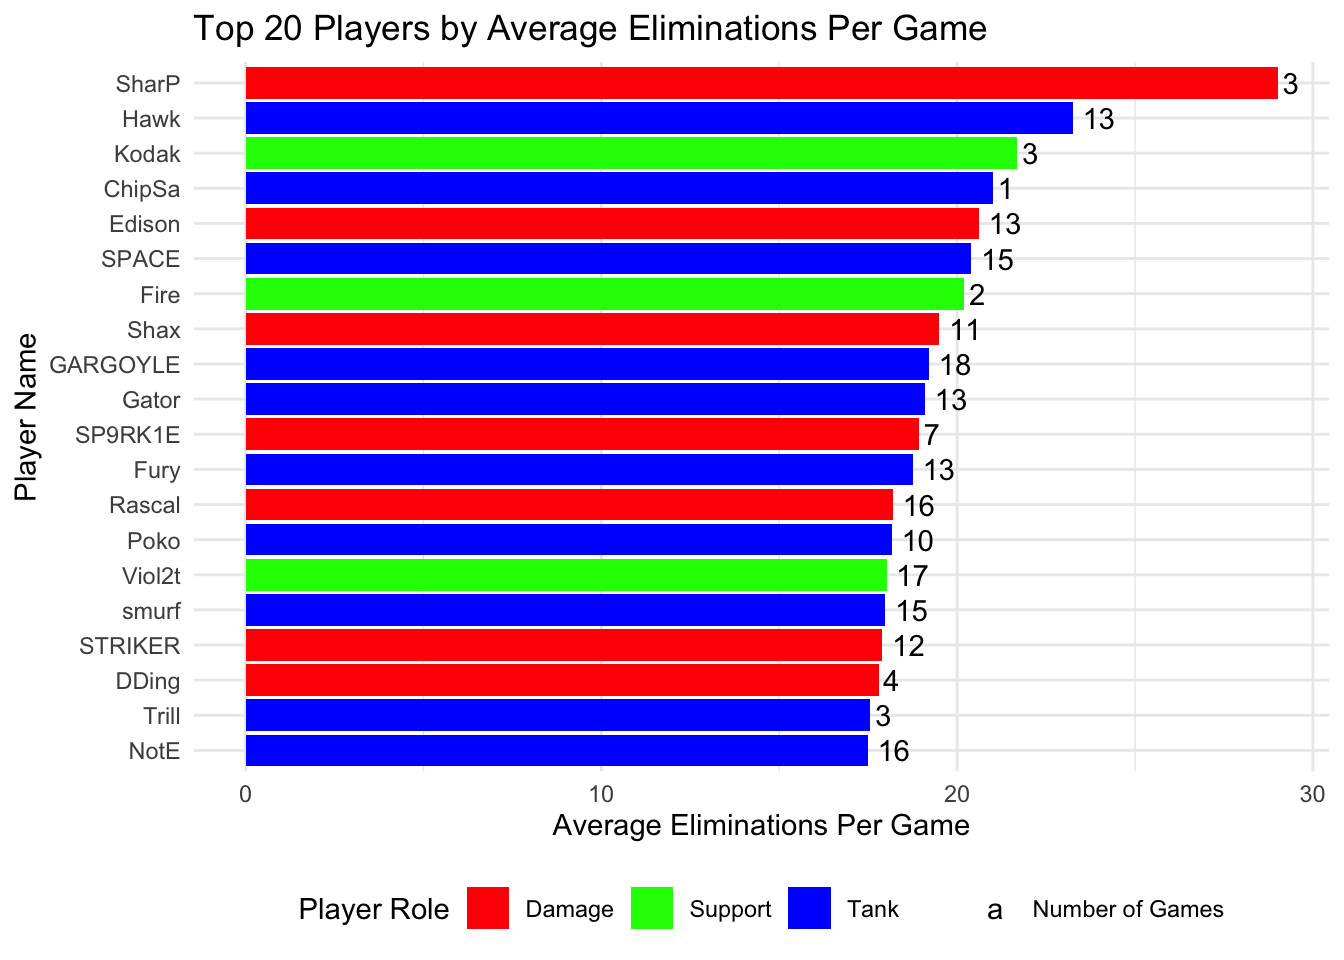 Top 20 Players by Average Eliminations Per Game
Player Name
SharP 3
Hawk 13
Kodak 3
ChipSa 1
Edison 13
SPACE 15
Fire 2
Shax 11
GARGOYLE 18
Gator 13
SP9RK1E 7
Fury 13
Rascal 16
Poko 10
Viol2t 17
smurf 15
STRIKER 12
DDing 4
Trill 3
NotE 16
0 10 20 30
Average Eliminations Per Game
Player Role Damage Support Tank a Number of Games